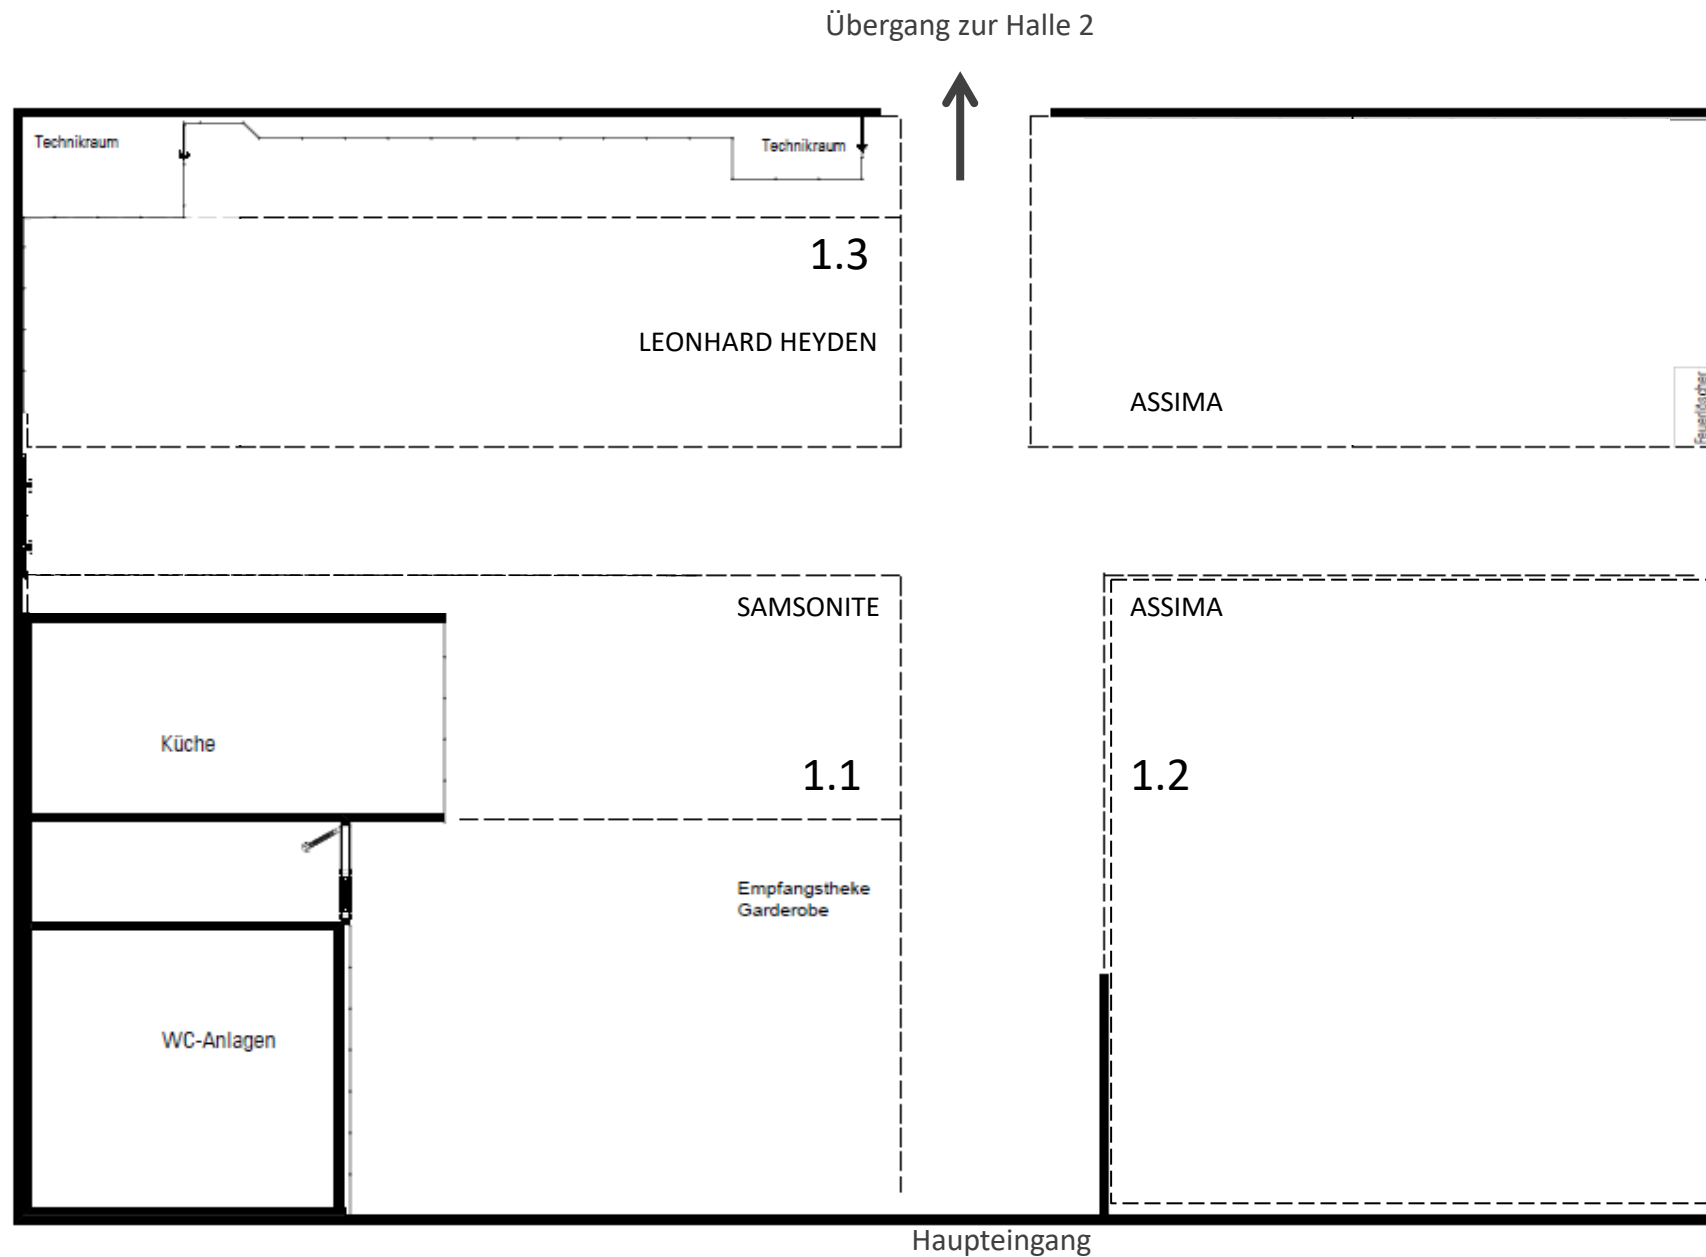 Übergang zur Halle 2
Technikraum
Technikraum
1.3
LEONHARD HEYDEN
ASSIMA
Feuerlöscher
SAMSONITE
ASSIMA
Küche
1.1
1.2
Empfangstheke
Garderobe
WC-Anlagen
Haupteingang